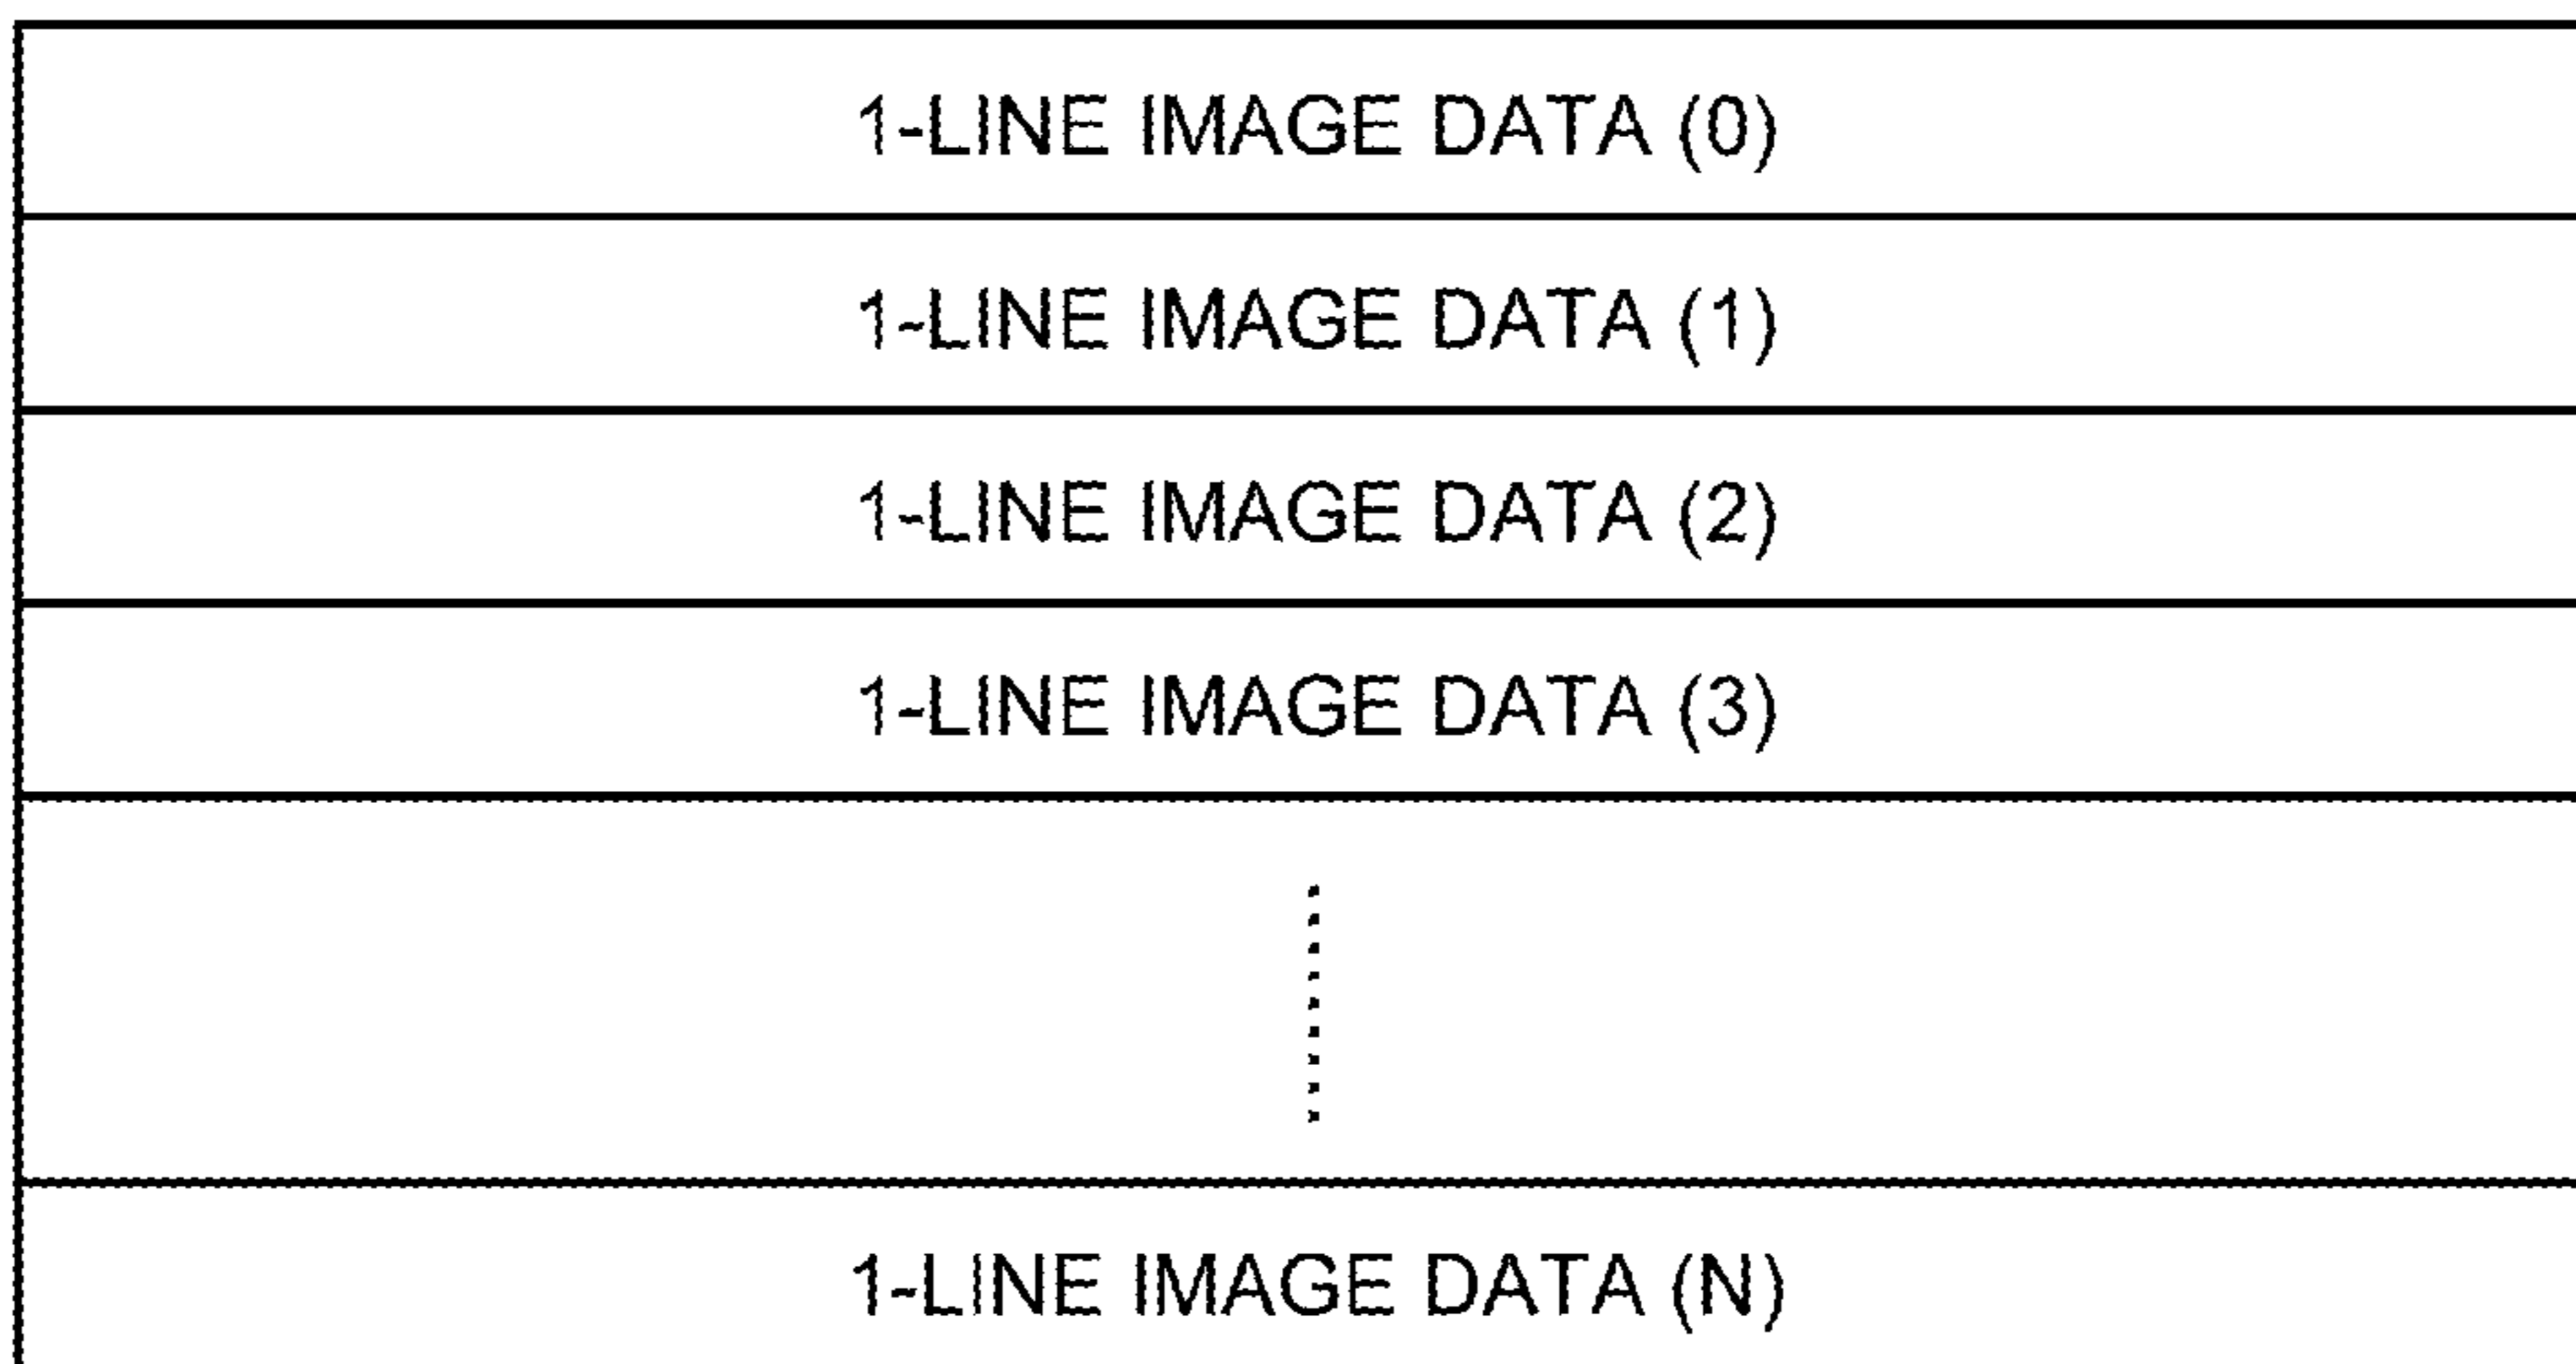 1-LINE IMAGE DATA (0)
1-LINE IMAGE DATA (1)
1-LINE IMAGE DATA (2)
1-LINE IMAGE DATA (3)
1-LINE IMAGE DATA (N)